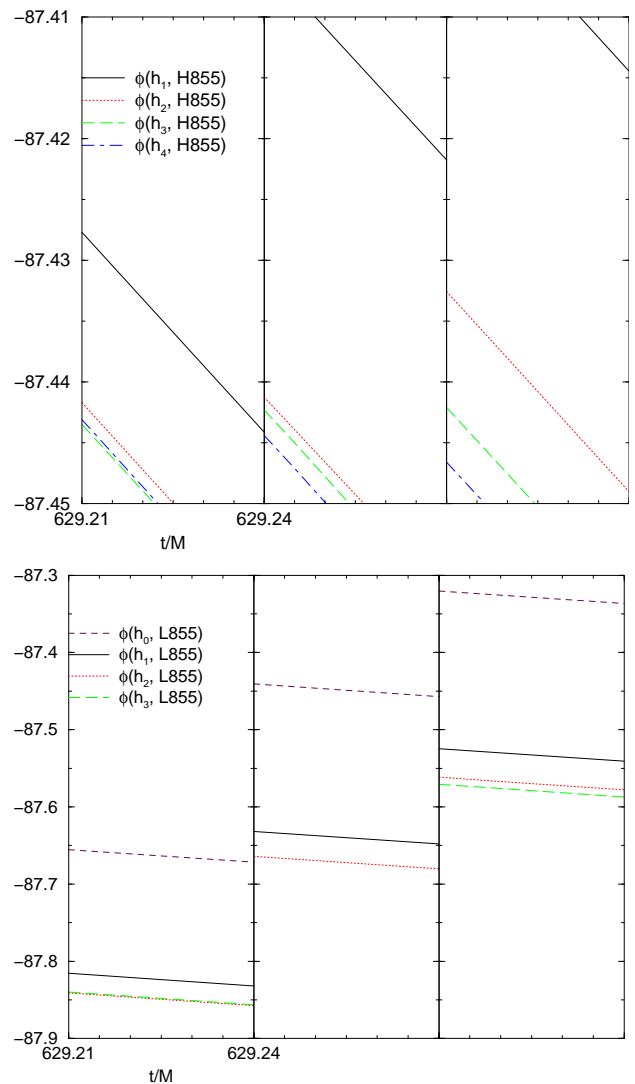 −87.41
−87.42
−87.43
−87.44
−87.45
φ(h1, H855)
φ(h2, H855)
φ(h3, H855)
φ(h4, H855)
629.21 629.24
t/M
−87.3
−87.4
−87.5
−87.6
−87.7
−87.8
−87.9
φ(h0, L855)
φ(h1, L855)
φ(h2, L855)
φ(h3, L855)
629.21 629.24
t/M